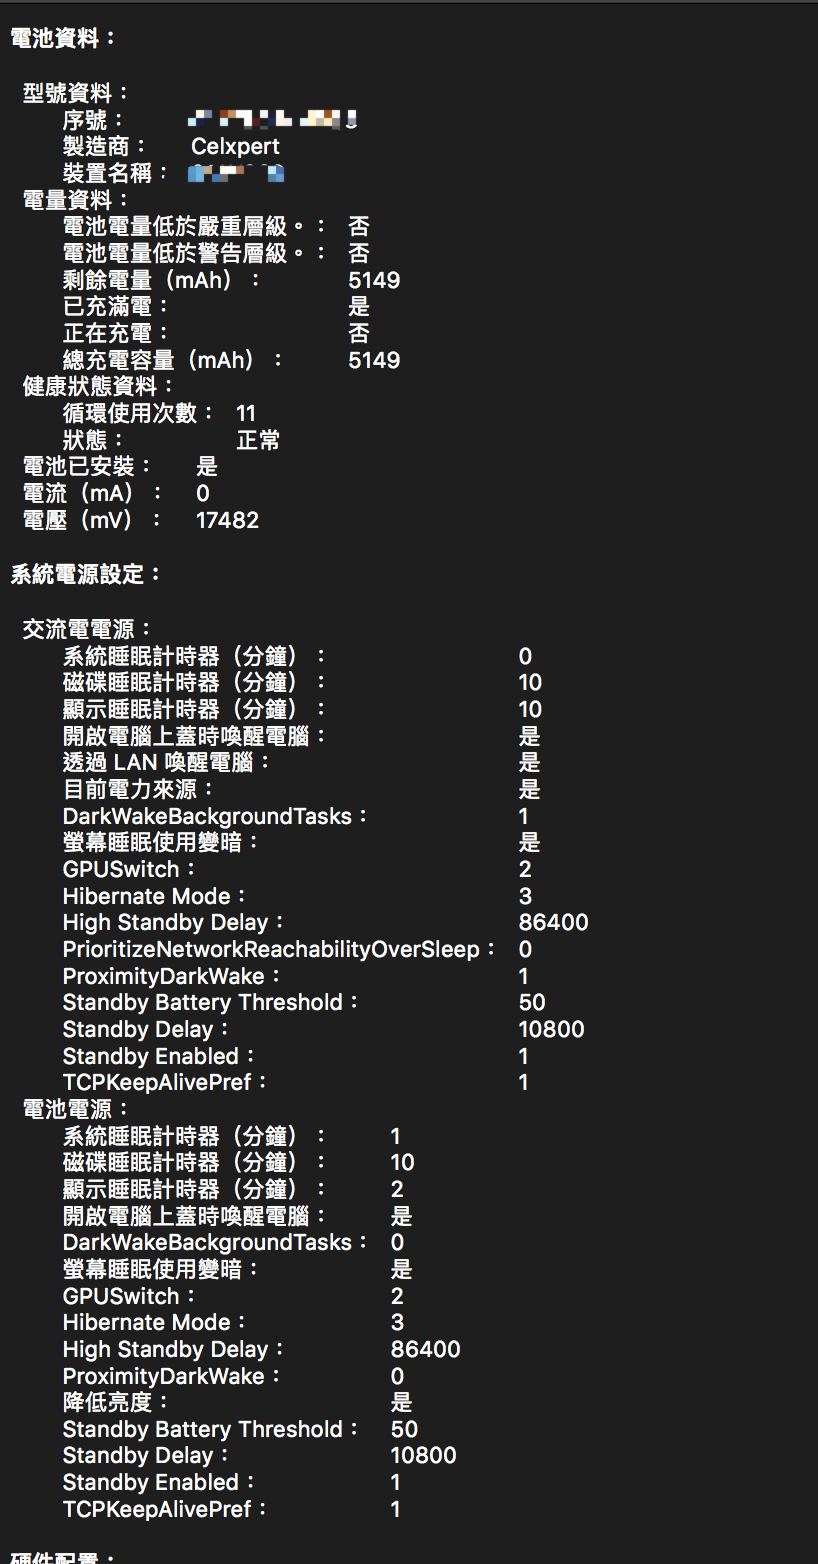 電池資料：
型號資料：
序號：
製造商： Celxpert
裝置名稱：
電量資料：
電池電量低於嚴重層級。： 否
電池電量低於警告層級。： 否
剩餘電量（mAh）： 5149
已充滿電： 是
正在充電： 否
總充電容量（mAh）： 5149
健康狀態資料：
循環使用次數： 11
狀態： 正常
電池已安裝： 是
電流（mA）： 0
電壓（mV）： 17482
系統電源設定：
交流電電源：
系統睡眠計時器（分鐘）： 0
磁碟睡眠計時器（分鐘）： 10
顯示睡眠計時器（分鐘）： 10
開啟電腦上蓋時喚醒電腦： 是
透過 LAN 喚醒電腦： 是
目前電力來源： 是
DarkWakeBackgroundTasks： 1
螢幕睡眠使用變暗： 是
GPUSwitch： 2
Hibernate Mode： 3
High Standby Delay： 86400
PrioritizeNetworkReachabilityOverSleep： 0
ProximityDarkWake： 1
Standby Battery Threshold： 50
Standby Delay： 10800
Standby Enabled： 1
TCPKeepAlivePref： 1
電池電源：
系統睡眠計時器（分鐘）： 1
磁碟睡眠計時器（分鐘）： 10
顯示睡眠計時器（分鐘）： 2
開啟電腦上蓋時喚醒電腦： 是
DarkWakeBackgroundTasks： 0
螢幕睡眠使用變暗： 是
GPUSwitch： 2
Hibernate Mode： 3
High Standby Delay： 86400
ProximityDarkWake： 0
降低亮度： 是
Standby Battery Threshold： 50
Standby Delay： 10800
Standby Enabled： 1
TCPKeepAlivePref： 1
硬件配置：